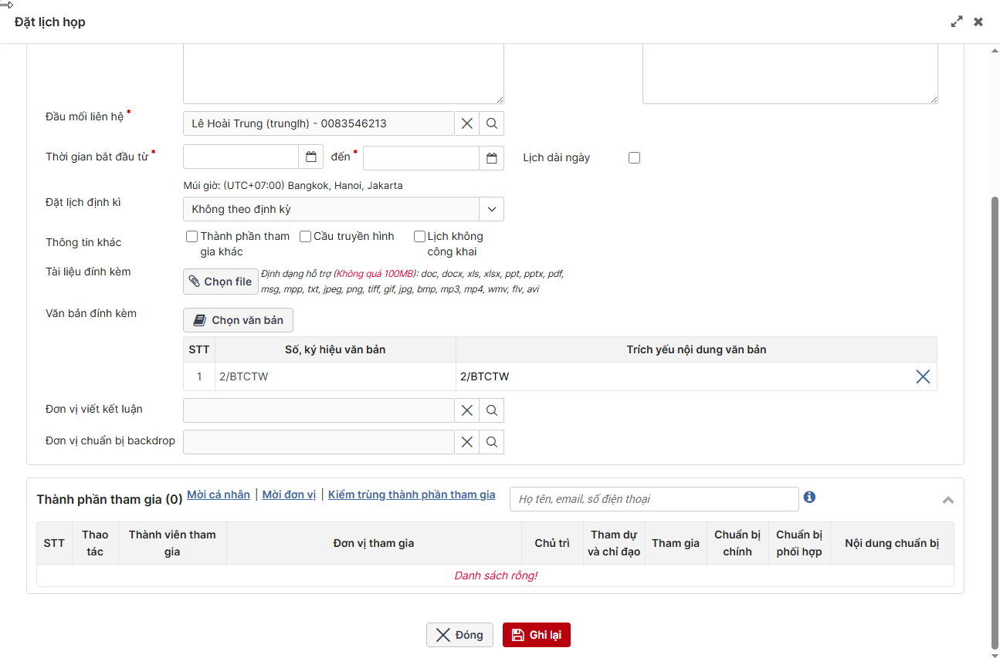 Đặt lịch họp
Đầu mối liên hệ *
Lê Hoài Trung (trunglh) - 0083546213
Thời gian bắt đầu từ *
đến *
Lịch dài ngày
Múi giờ: (UTC+07:00) Bangkok, Hanoi, Jakarta
Đặt lịch định kì
Không theo định kỳ
Thông tin khác
Thành phần tham
gia khác
Cầu truyền hình
Lịch không
công khai
Tài liệu đính kèm
Chọn file
Định dạng hỗ trợ (Không quá 100MB): doc, docx, xls, xlsx, ppt, pptx, pdf,
msg, mpp, txt, jpeg, png, tiff, gif, jpg, bmp, mp3, mp4, wmv, flv, avi
Văn bản đính kèm
Chọn văn bản
STT Số, ký hiệu văn bản Trích yếu nội dung văn bản
1 2/BTCTW 2/BTCTW
Đơn vị viết kết luận
Đơn vị chuẩn bị backdrop
Thành phần tham gia (0) Mời cá nhân | Mời đơn vị | Kiểm trùng thành phần tham gia
Họ tên, email, số điện thoại
STT
Thao
tác
Thành viên tham
gia
Đơn vị tham gia
Chủ trì
Tham dự
và chỉ đạo
Tham gia
Chuẩn bị
chính
Chuẩn bị
phối hợp
Nội dung chuẩn bị
Danh sách rỗng!
Đóng
Ghi lại